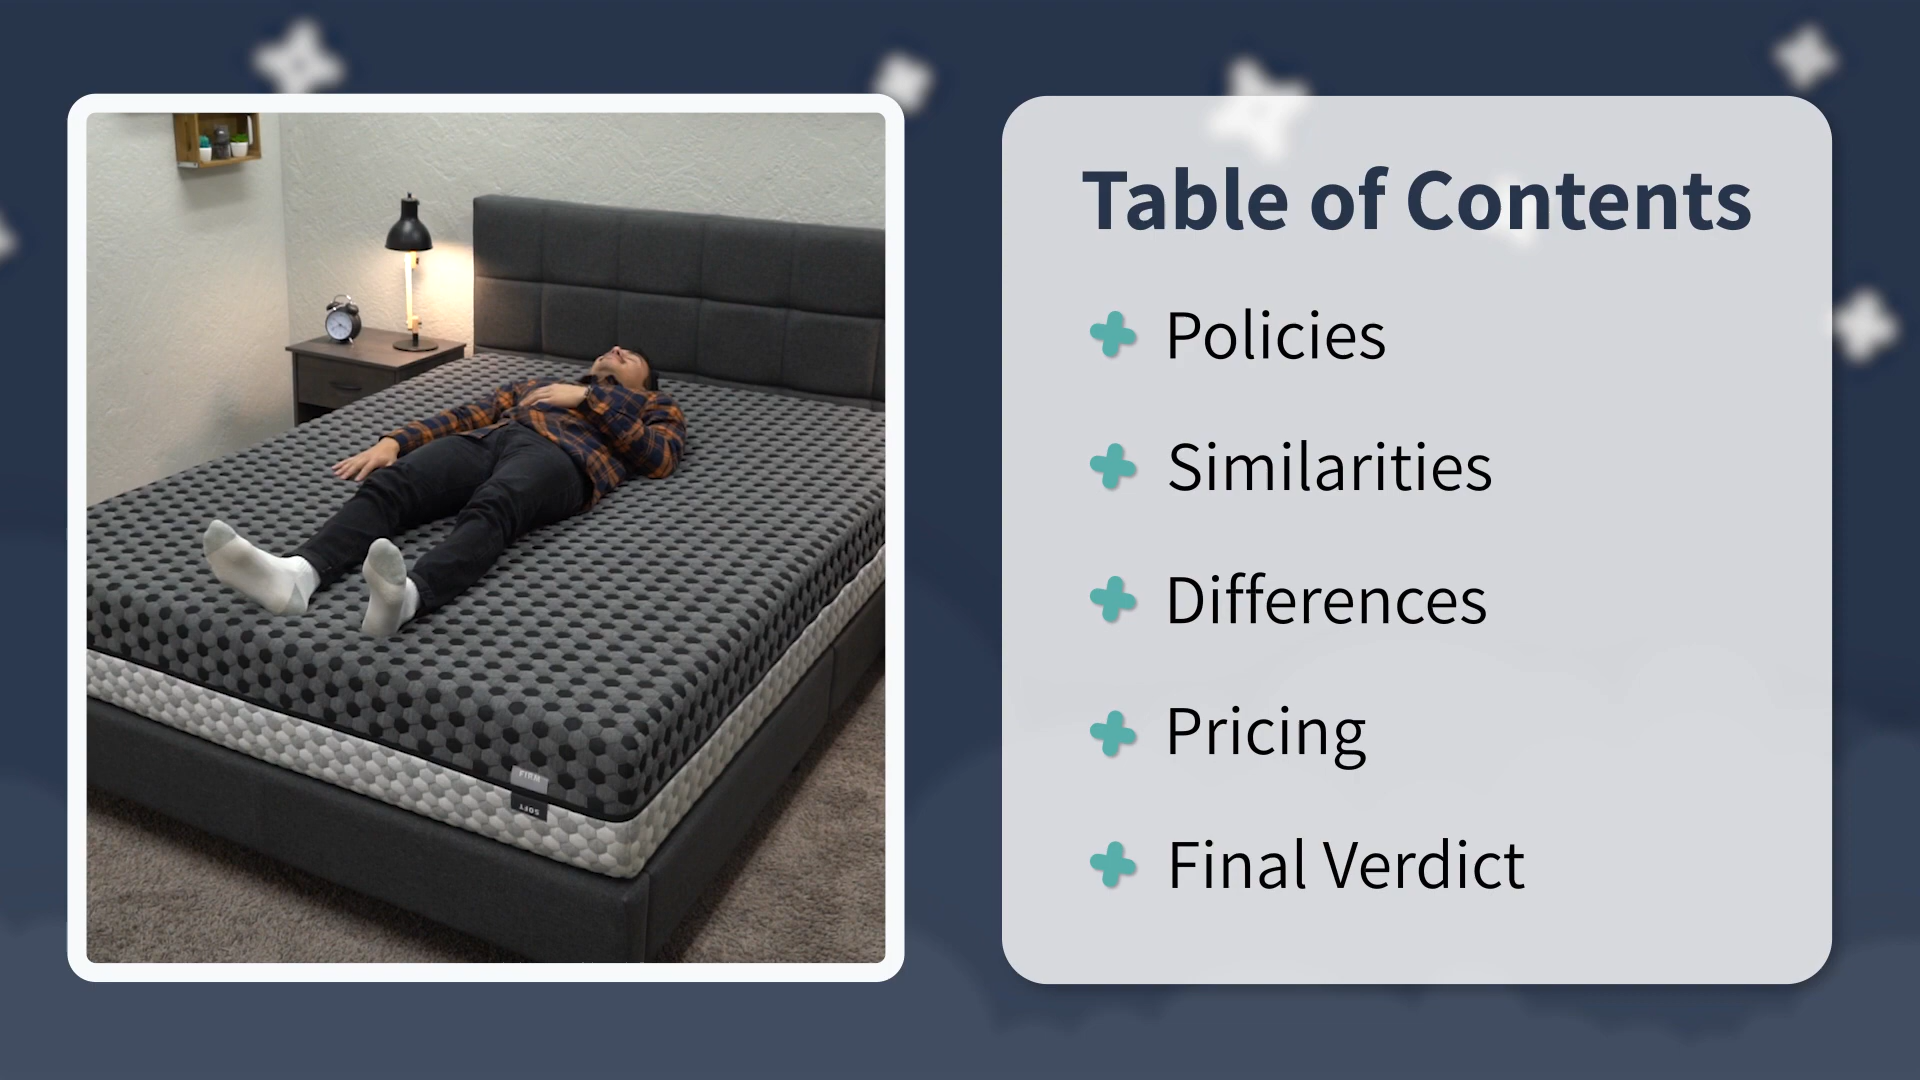 Table of Contents
Policies
Similarities
Differences
Pricing
Final Verdict
FIRM
SOFT